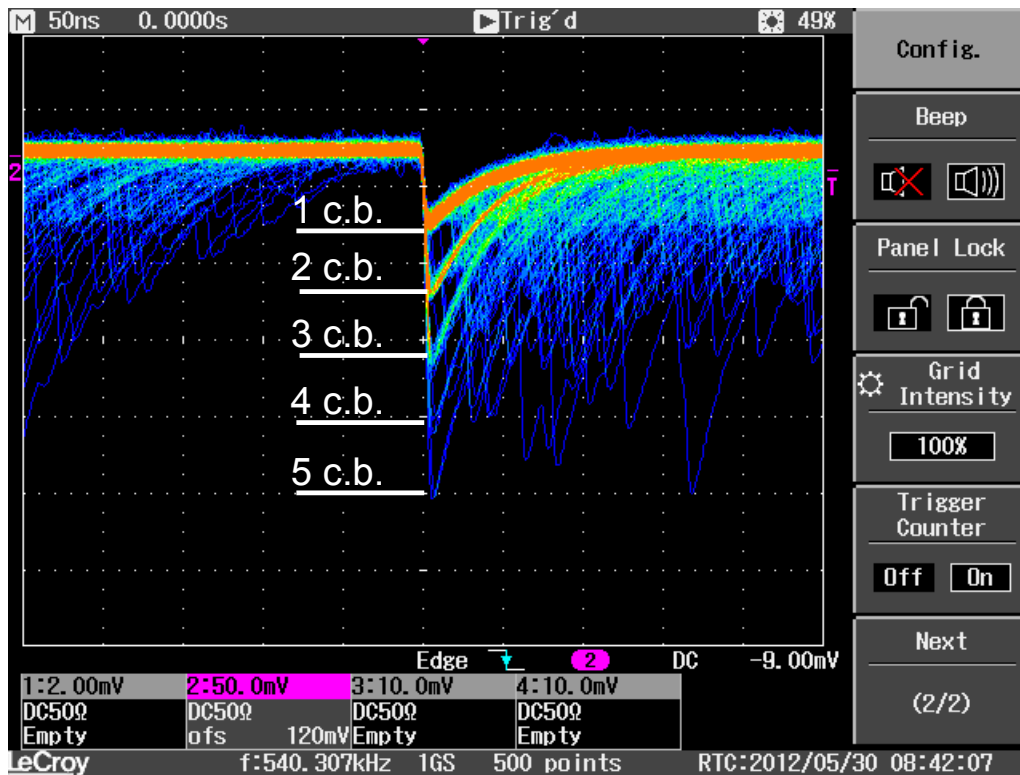 M 50ns 0.0000s Trig'd 49%
Config.
Beep
2
T
1 c.b.
2 c.b.
Panel Lock
3 c.b.
Grid
Intensity
4 c.b.
100%
5 c.b.
Trigger
Counter
Off On
Next
(2/2)
Edge 2 DC -9.00mV
1:2.00mV 2:50.0mV 3:10.0mV 4:10.0mV
DC50Ω DC50Ω DC50Ω DC50Ω
Empty ofs 120mV Empty Empty
LeCroy f:540.307kHz 1GS 500 points RTC:2012/05/30 08:42:07